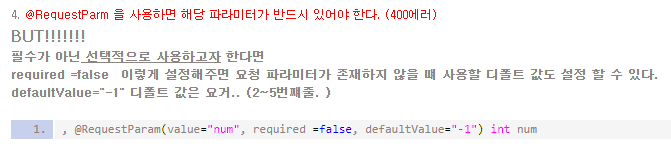 4. @RequestParm 을 사용하면 해당 파라미터가 반드시 있어야 한다. (400에러)
BUT!!!!!!!
필수가 아닌 선택적으로 사용하고자 한다면
required =false 이렇게 설정해주면 요청 파라미터가 존재하지 않을 때 사용할 디폴트 값도 설정 할 수 있다.
defaultValue="-1" 디폴트 값은 요거.. (2~5번째줄. )
1. , @RequestParam(value="num", required =false, defaultValue="-1") int num